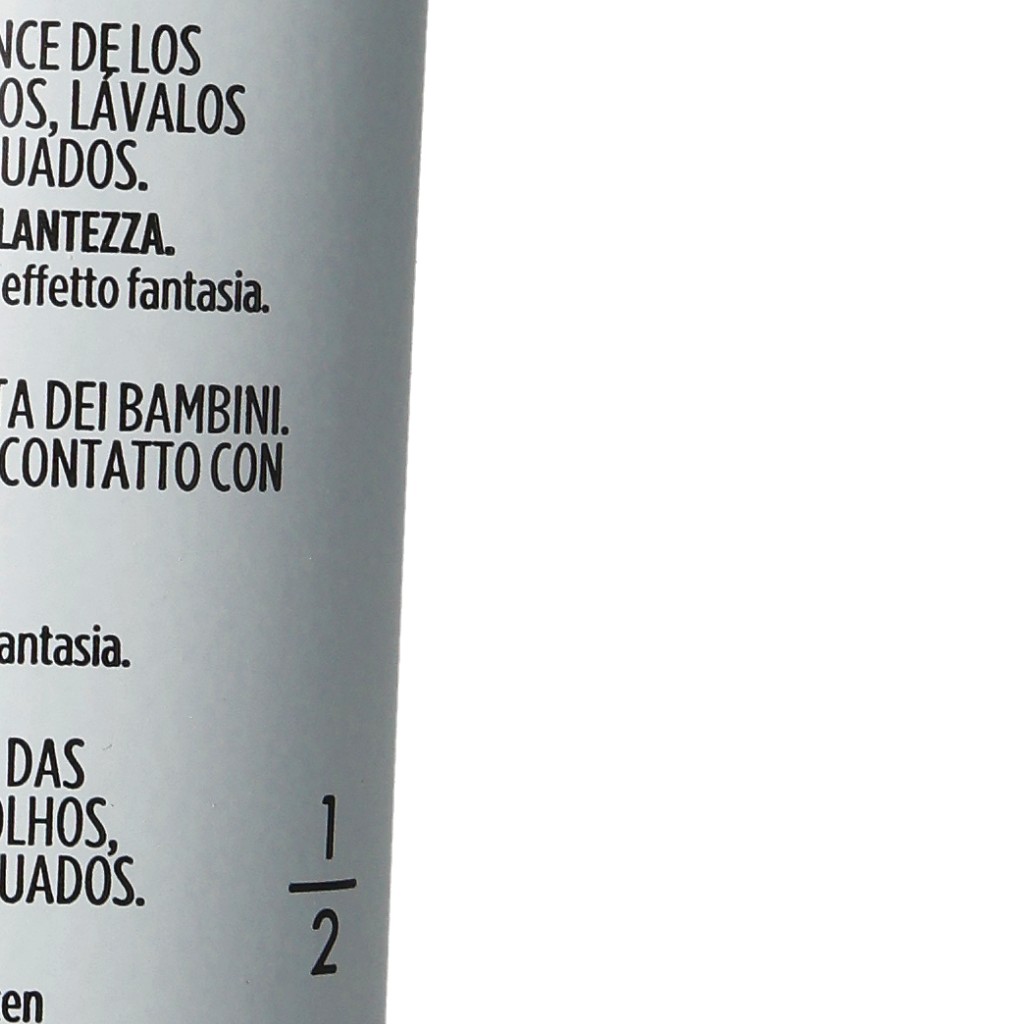 NCE DE LOS
OS, LÁVALOS
UADOS.
LANTEZZA.
'effetto fantasia.
TA DEI BAMBINI.
CONTATTO CON
antasia.
DAS
OLHOS,
UADOS.
1
2
en